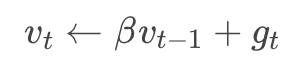 v_t ← βv_{t−1} + g_t